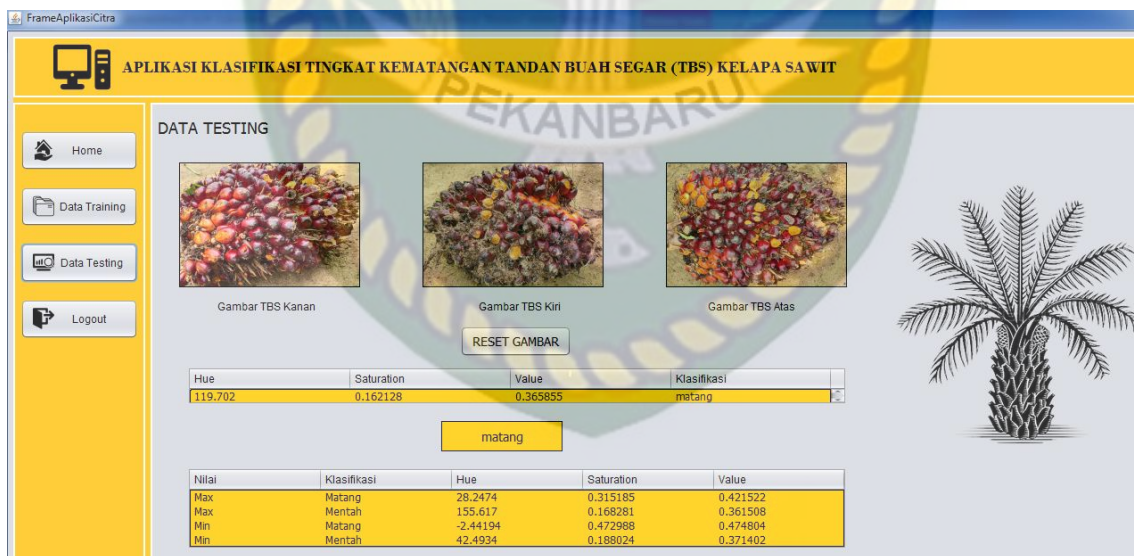 FrameAplikasiCitra
APLIKASI KLASIFIKASI TINGKAT KEMATANGAN TANDAN BUAH SEGAR (TBS) KELAPA SAWIT
PEKANBARU
DATA TESTING
Home
Data Training
Data Testing
Logout
Gambar TBS Kanan Gambar TBS Kiri Gambar TBS Atas
RESET GAMBAR
Hue Saturation Value Klasifikasi
119.702 0.162128 0.365855 matang
matang
Nilai Klasifikasi Hue Saturation Value
Max Matang 28.2474 0.315185 0.421522
Max Mentah 155.617 0.168281 0.361508
Min Matang -2.44194 0.472988 0.474804
Min Mentah 42.4934 0.188024 0.371402